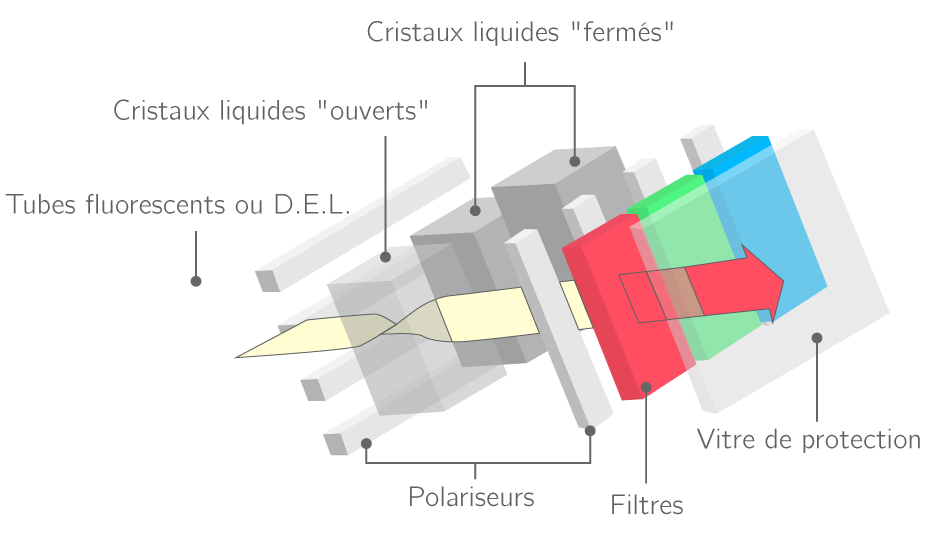 Cristaux liquides "fermés"
Cristaux liquides "ouverts"
Tubes fluorescents ou D.E.L.
Vitre de protection
Polariseurs
Filtres